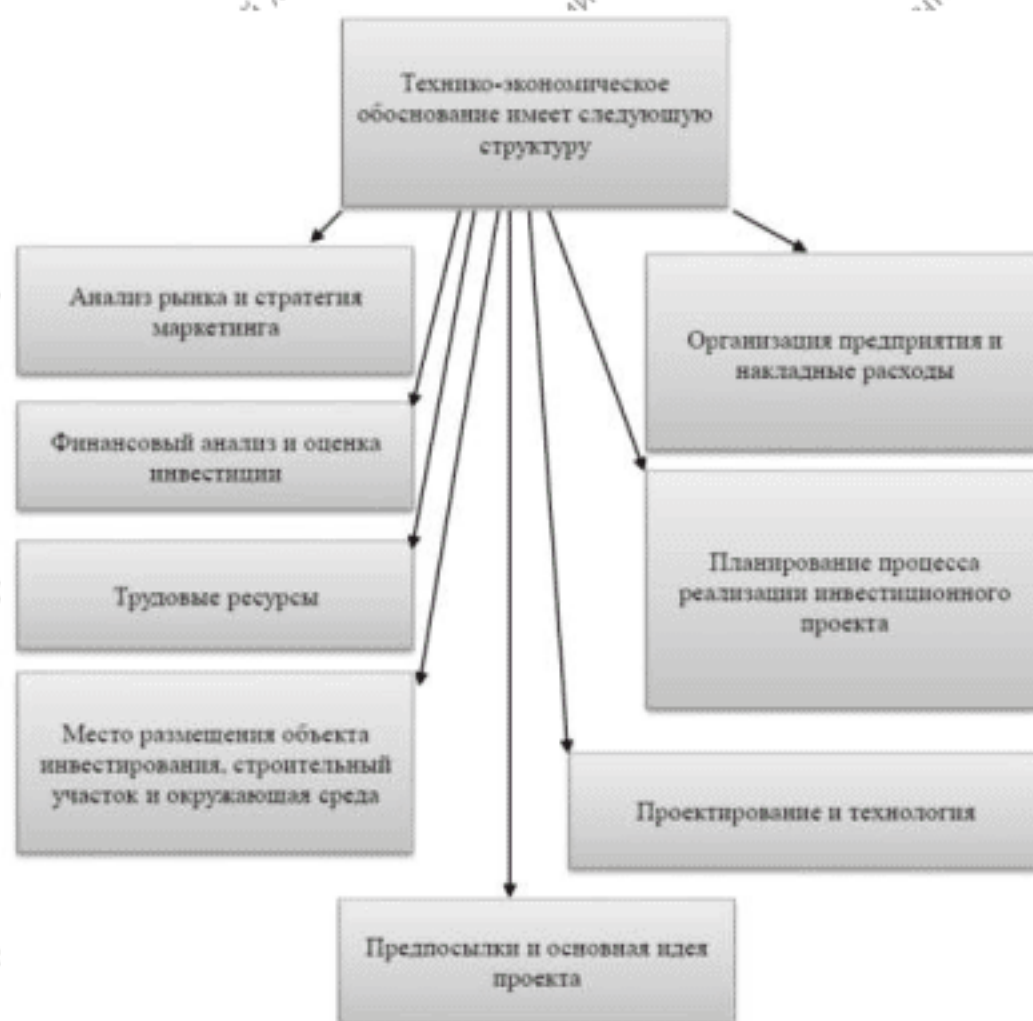 Технико-экономическое
обоснование имеет следующую
структуру
Анализ рынка и стратегия
маркетинга
Организация предприятия и
накладные расходы
Финансовый анализ и оценка
инвестиции
Планирование процесса
реализации инвестиционного
проекта
Трудовые ресурсы
Место размещения объекта
инвестирования, строительный
участок и окружающая среда
Проектирование и технология
Предпосылки и основная идея
проекта